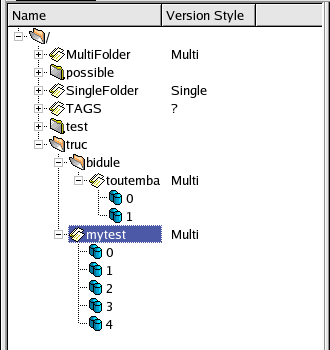 Name Version Style
/
MultiFolder Multi
possible
SingleFolder Single
TAGS ?
test
truc
bidule
toutemba Multi
0
1
mytest Multi
0
1
2
3
4